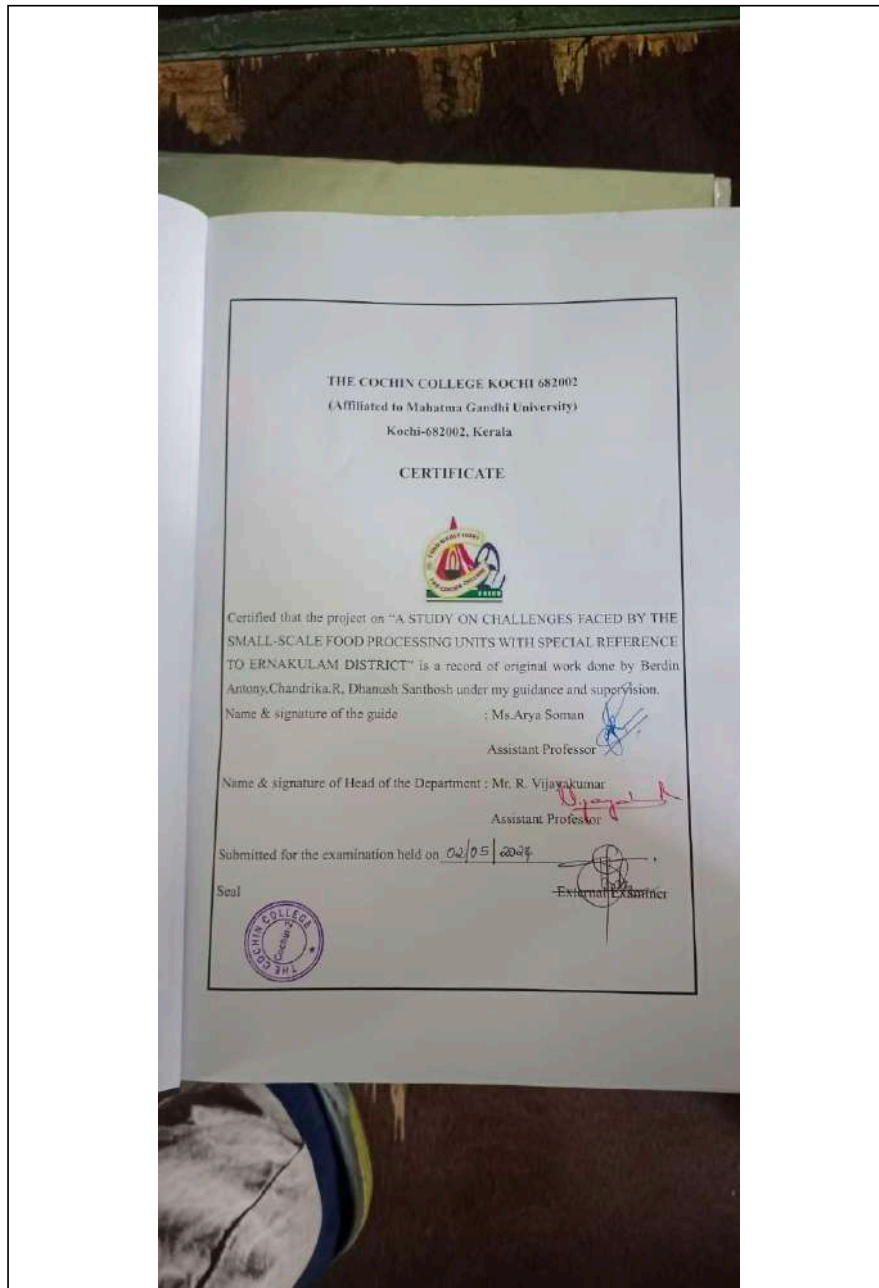 THE COCHIN COLLEGE KOCHI 682002
(Affiliated to Mahatma Gandhi University)
Kochi-682002, Kerala
CERTIFICATE
Certified that the project on “A STUDY ON CHALLENGES FACED BY THE
SMALL-SCALE FOOD PROCESSING UNITS WITH SPECIAL REFERENCE
TO ERNAKULAM DISTRICT” is a record of original work done by Berdin
Antony,Chandrika.R, Dhanush Santhosh under my guidance and supervision.
Name & signature of the guide : Ms.Arya Soman
Assistant Professor
Name & signature of Head of the Department : Mr. R. Vijayakumar
Assistant Professor
Submitted for the examination held on 02/05/2024
Seal External Examiner
THE COCHIN COLLEGE
Cochin-2